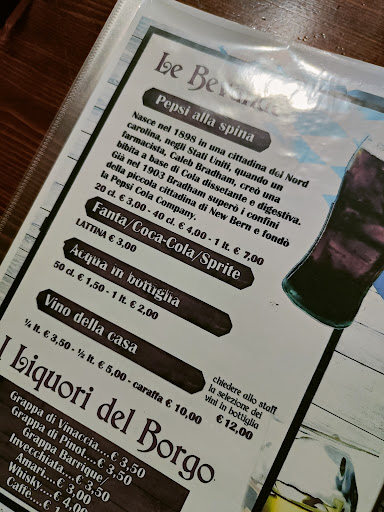 Le Bevande
Pepsi alla spina
Nasce nel 1898 in una cittadina del Nord
carolina, negli Stati Uniti, quando un
farmacista, Caleb Bradham, creò una
bibita a base di Cola dissetante e digestiva.
Già nel 1903 Bradham superò i confini
della piccola cittadina di New Bern e fondò
la Pepsi Cola Company.
20 cl. € 3,00 - 40 cl. € 4,00 - 1 lt. € 7,00
Fanta/Coca-Cola/Sprite
LATTINA € 3,00
Acqua in bottiglia
50 cl. € 1,50 - 1 lt. € 2,00
Vino della casa
¼ lt. € 3,50 - ½ lt. € 5,00 - caraffa € 10,00
chiedere allo staff
la selezione dei
vini in bottiglia
€ 12,00
I Liquori del Borgo
Grappa di Vinaccia.... € 3,50
Grappa di Pinot.... € 3,50
Grappa Barrique/
Invecchiata... € 3,50
Amari... € 3,00
Whisky.... € 4,00
Caffè...